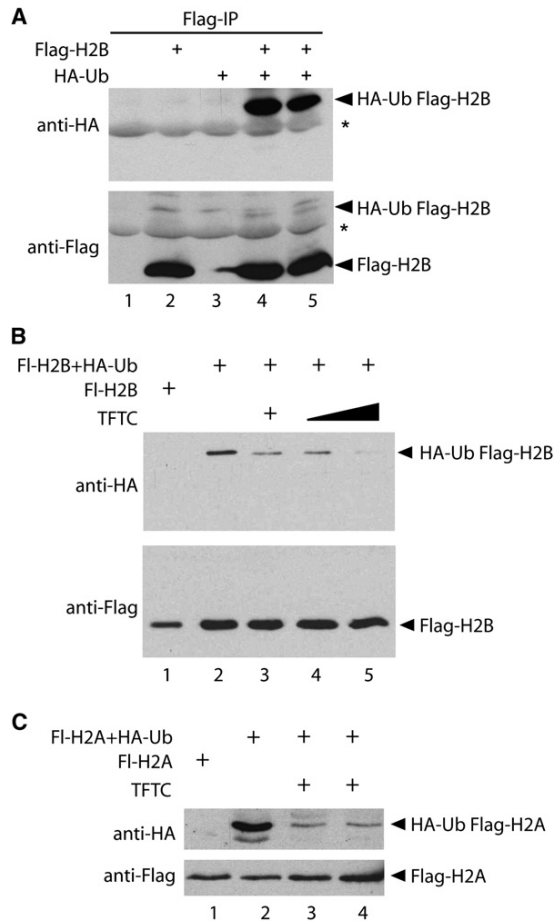 A
Flag-IP
Flag-H2B + + +
HA-Ub + + +
anti-HA
HA-Ub Flag-H2B
*
anti-Flag
HA-Ub Flag-H2B
*
Flag-H2B
1 2 3 4 5
B
Fl-H2B+HA-Ub + + + +
Fl-H2B +
TFTC +
anti-HA
HA-Ub Flag-H2B
anti-Flag
Flag-H2B
1 2 3 4 5
C
Fl-H2A+HA-Ub + + +
Fl-H2A +
TFTC + +
anti-HA
HA-Ub Flag-H2A
anti-Flag
Flag-H2A
1 2 3 4